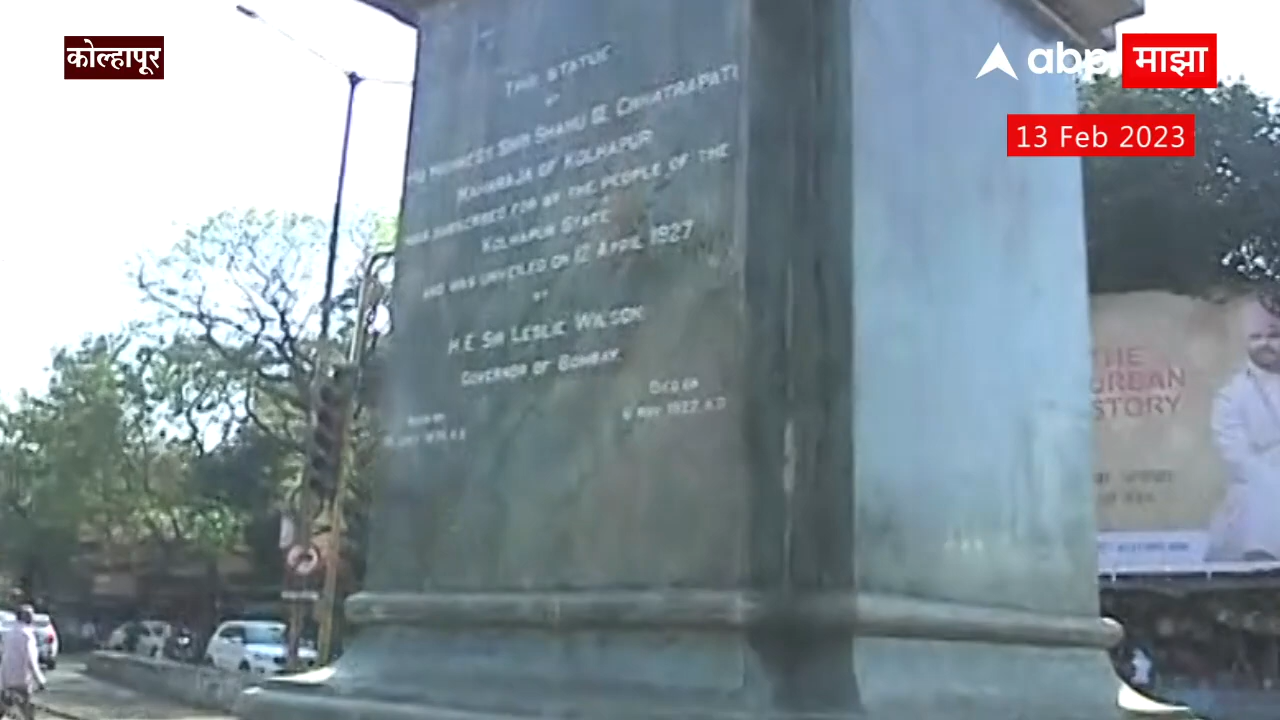 कोल्हापूर
abp माझा
13 Feb 2023
THIS STATUE
OF
HIS HIGHNESS SHRI SHAHU III CHHATRAPATI
MAHARAJA OF KOLHAPUR
WAS SUBSCRIBED FOR BY THE PEOPLE OF THE
KOLHAPUR STATE
AND WAS UNVEILED ON 12 APRIL 1927
BY
H.E. SIR LESLIE WILSON
GOVERNOR OF BOMBAY.
DIED ON
6 MAY 1922 A.D
BORN ON
THE
URBAN
STORY